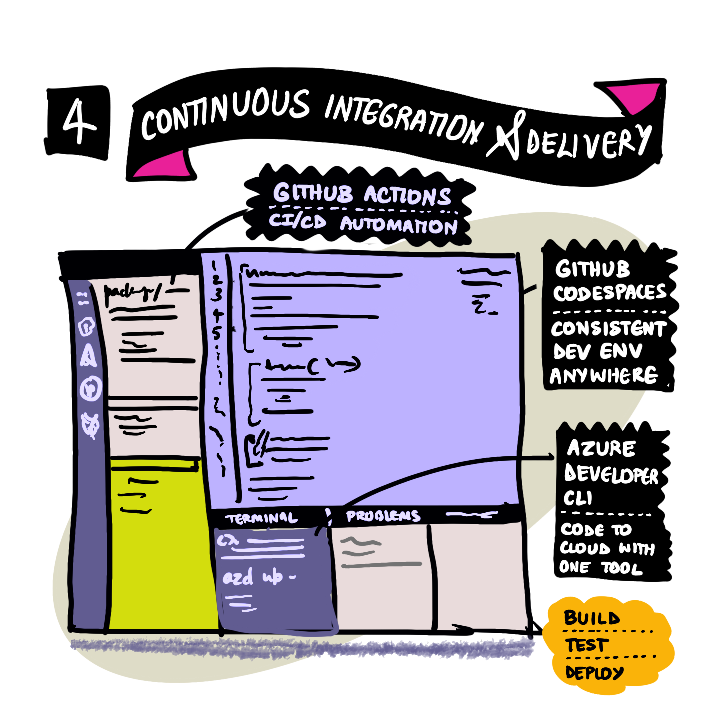 4
CONTINUOUS INTEGRATION & DELIVERY
GITHUB ACTIONS
CI/CD AUTOMATION
GITHUB
CODESPACES
CONSISTENT
DEV ENV
ANYWHERE
package/
1
2
3
4
5
AZURE
DEVELOPER
CLI
CODE TO
CLOUD WITH
ONE TOOL
TERMINAL
PROBLEMS
azd up -
BUILD
TEST
DEPLOY